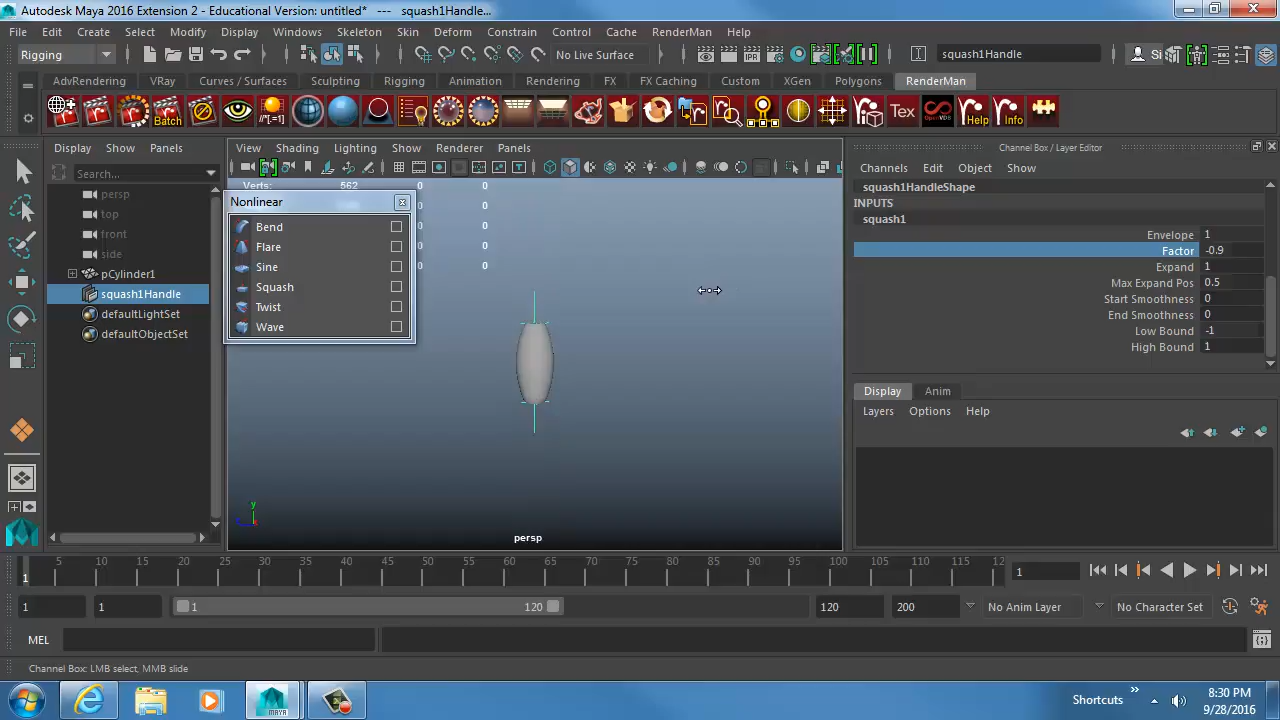 Autodesk Maya 2016 Extension 2 - Educational Version: untitled* --- squash1Handle...
File Edit Create Select Modify Display Windows Skeleton Skin Deform Constrain Control Cache RenderMan Help
Rigging No Live Surface squash1Handle Si
AdvRendering VRay Curves / Surfaces Sculpting Rigging Animation Rendering FX FX Caching Custom XGen Polygons RenderMan
Batch Tex Help Info
Display Show Panels
View Shading Lighting Show Renderer Panels
Channel Box / Layer Editor
Channels Edit Object Show
Search...
persp
top
front
side
pCylinder1
squash1Handle
defaultLightSet
defaultObjectSet
Verts: 562 0 0
0 0
0 0
0 0
0 0
Nonlinear
Bend
Flare
Sine
Squash
Twist
Wave
y
persp
squash1HandleShape
INPUTS
squash1
Envelope 1
Factor -0.9
Expand 1
Max Expand Pos 0.5
Start Smoothness 0
End Smoothness 0
Low Bound -1
High Bound 1
Display Anim
Layers Options Help
1 5 10 15 20 25 30 35 40 45 50 55 60 65 70 75 80 85 90 95 100 105 110 115 12
1
1 1 1 120 120 200 No Anim Layer No Character Set
MEL
Channel Box: LMB select, MMB slide
MAYA
Shortcuts
8:30 PM
9/28/2016